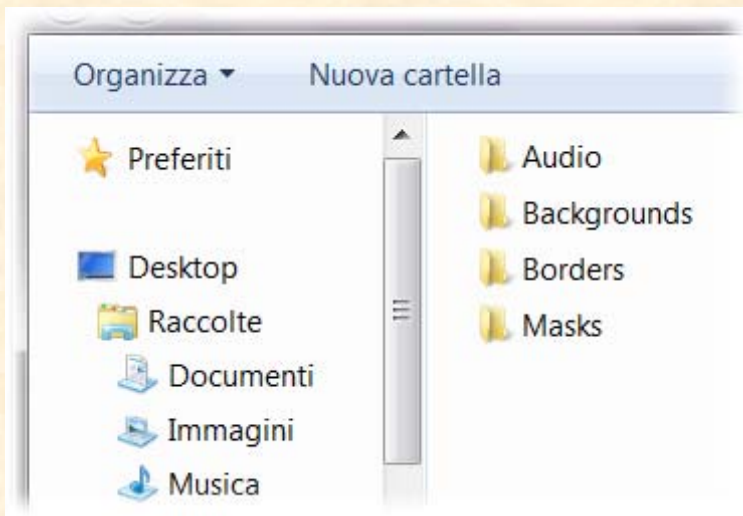 Organizza Nuova cartella
Preferiti
Desktop
Raccolte
Documenti
Immagini
Musica
Audio
Backgrounds
Borders
Masks